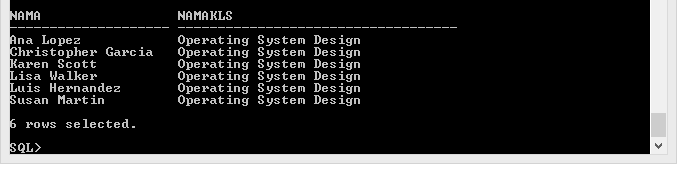 NAMA NAMAKLS
-------------------- -----------------------------------
Ana Lopez Operating System Design
Christopher Garcia Operating System Design
Karen Scott Operating System Design
Lisa Walker Operating System Design
Luis Hernandez Operating System Design
Susan Martin Operating System Design
6 rows selected.
SQL>